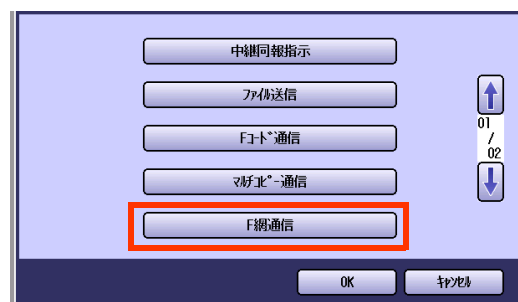 中継同報指示
ファイル送信
Fコード通信
マルチコピー通信
F網通信
01
/
02
OK
キャンセル